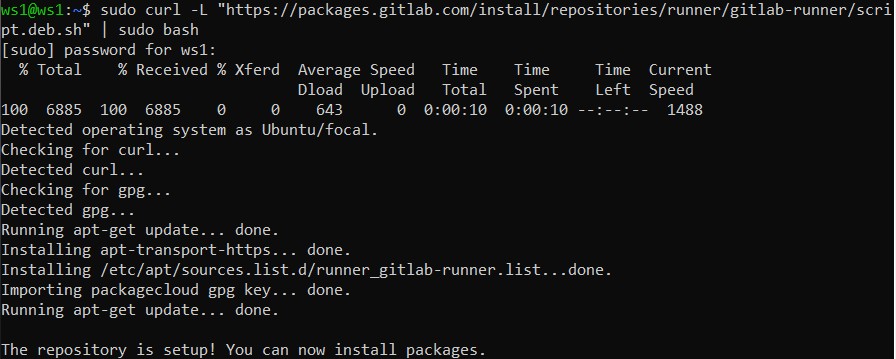 ws1@ws1:~$ sudo curl -L "https://packages.gitlab.com/install/repositories/runner/gitlab-runner/scri
pt.deb.sh" | sudo bash
[sudo] password for ws1:
  % Total    % Received % Xferd  Average Speed   Time    Time     Time  Current
                                 Dload  Upload   Total   Spent    Left  Speed
100  6885  100  6885    0     0    643      0  0:00:10  0:00:10 --:--:--  1488
Detected operating system as Ubuntu/focal.
Checking for curl...
Detected curl...
Checking for gpg...
Detected gpg...
Running apt-get update... done.
Installing apt-transport-https... done.
Installing /etc/apt/sources.list.d/runner_gitlab-runner.list...done.
Importing packagecloud gpg key... done.
Running apt-get update... done.

The repository is setup! You can now install packages.